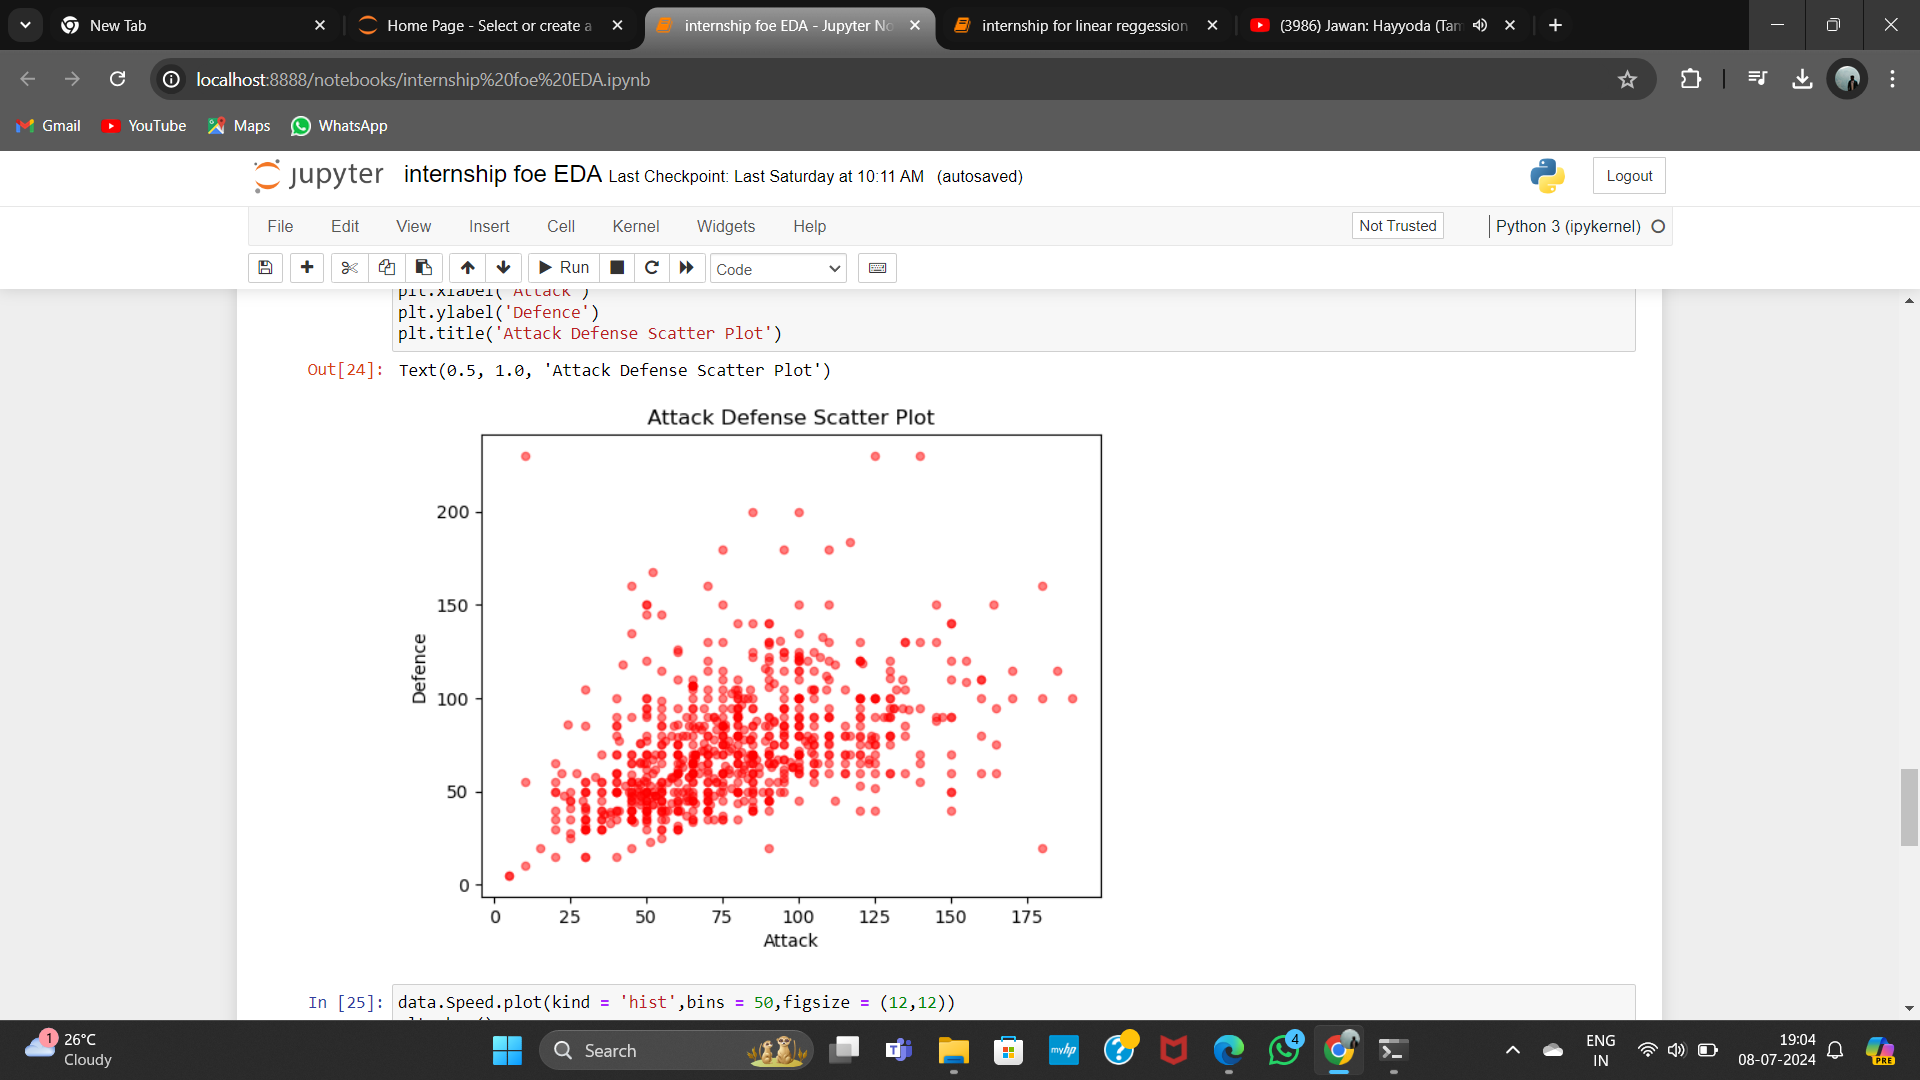 New Tab
Home Page - Select or create a
internship foe EDA - Jupyter No
internship for linear reggession
(3986) Jawan: Hayyoda (Tam
localhost:8888/notebooks/internship%20foe%20EDA.ipynb
Gmail
YouTube
Maps
WhatsApp
jupyter
internship foe EDA Last Checkpoint: Last Saturday at 10:11 AM (autosaved)
Logout
File Edit View Insert Cell Kernel Widgets Help
Not Trusted
Python 3 (ipykernel)
Run
Code
plt.xlabel('Attack')
plt.ylabel('Defence')
plt.title('Attack Defense Scatter Plot')
Out[24]: Text(0.5, 1.0, 'Attack Defense Scatter Plot')
Attack Defense Scatter Plot
200
150
100
50
0
Defence
0 25 50 75 100 125 150 175
Attack
In [25]: data.Speed.plot(kind = 'hist',bins = 50,figsize = (12,12))
1
26°C
Cloudy
Search
myhp
4
ENG
IN
19:04
08-07-2024
PRE